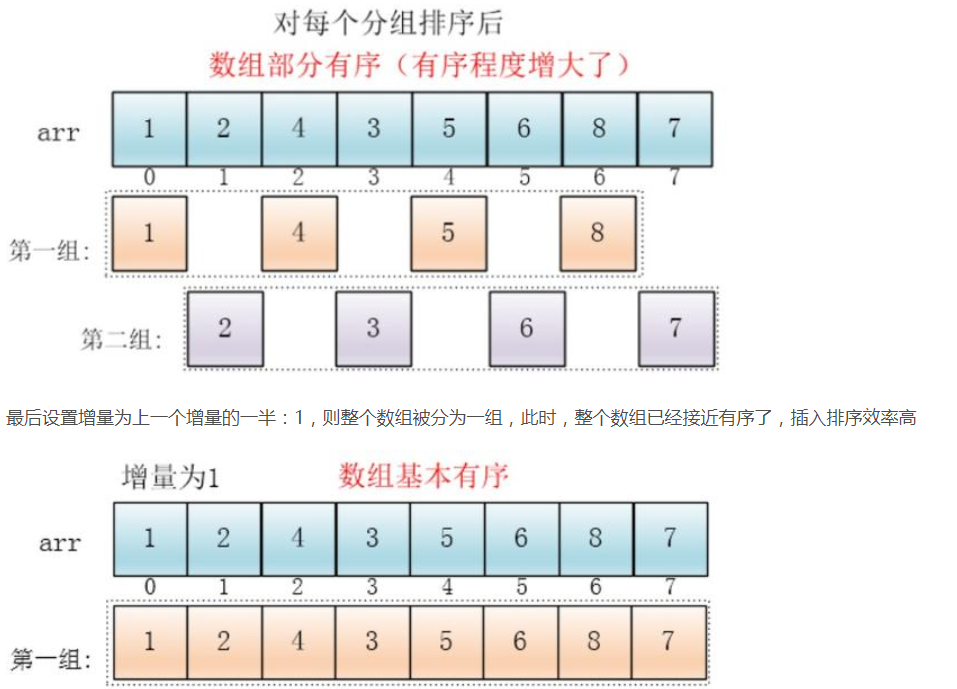 对每个分组排序后
数组部分有序（有序程度增大了）
arr 1 2 4 3 5 6 8 7
0 1 2 3 4 5 6 7
第一组: 1 4 5 8
第二组: 2 3 6 7
最后设置增量为上一个增量的一半：1，则整个数组被分为一组，此时，整个数组已经接近有序了，插入排序效率高
增量为1 数组基本有序
arr 1 2 4 3 5 6 8 7
0 1 2 3 4 5 6 7
第一组: 1 2 4 3 5 6 8 7